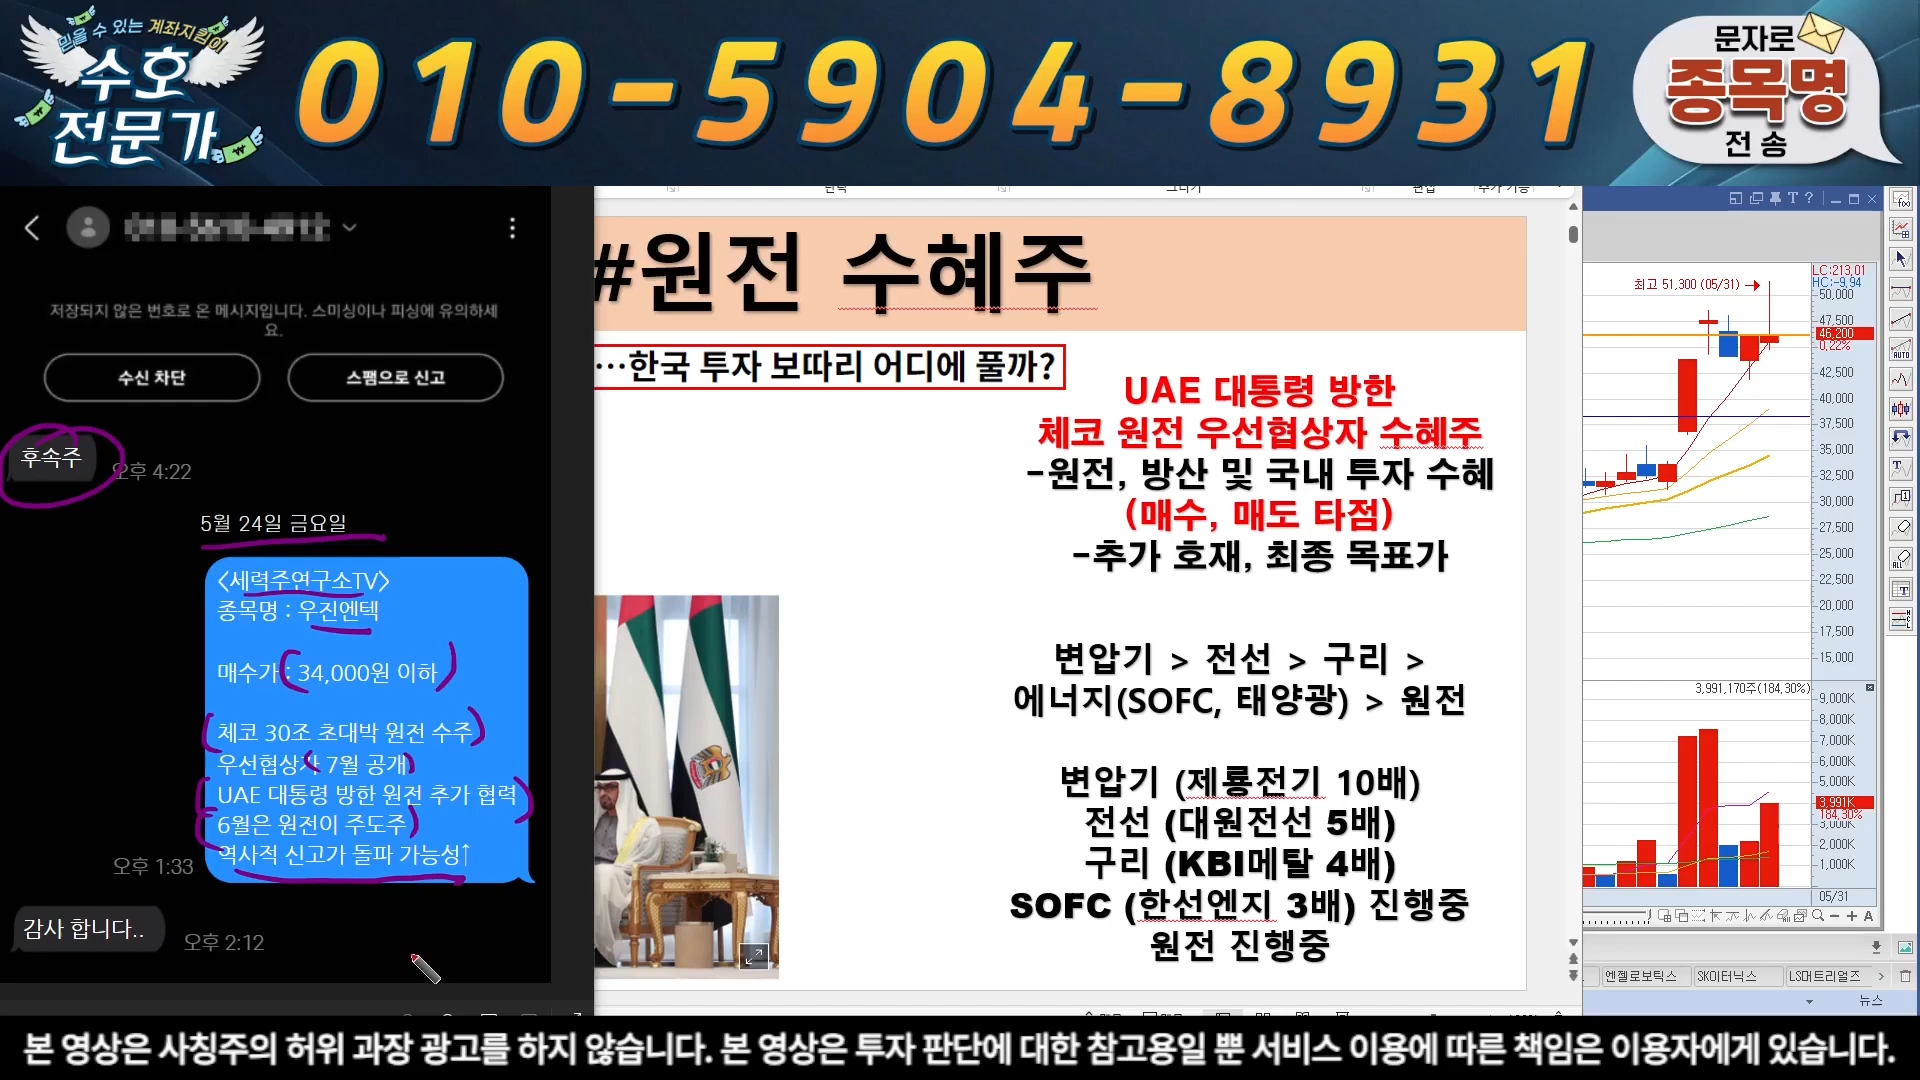 믿을 수 있는 계좌지킴이
수호
전문가
010-5904-8931
문자로
종목명
전 송
저장되지 않은 번호로 온 메시지입니다. 스미싱이나 피싱에 유의하세
요.
수신 차단
스팸으로 신고
후속주
오후 4:22
5월 24일 금요일
<세력주연구소TV>
종목명 : 우진엔텍
매수가 : 34,000원 이하
체코 30조 초대박 원전 수주
우선협상자 7월 공개
UAE 대통령 방한 원전 추가 협력
6월은 원전이 주도주
역사적 신고가 돌파 가능성↑
오후 1:33
감사 합니다..
오후 2:12
#원전 수혜주
…한국 투자 보따리 어디에 풀까?
UAE 대통령 방한
체코 원전 우선협상자 수혜주
-원전, 방산 및 국내 투자 수혜
(매수, 매도 타점)
-추가 호재, 최종 목표가
변압기 > 전선 > 구리 >
에너지(SOFC, 태양광) > 원전
변압기 (제룡전기 10배)
전선 (대원전선 5배)
구리 (KBI메탈 4배)
SOFC (한선엔지 3배) 진행중
원전 진행중
최고 51,300 (05/31)
LC:213,01
HC:-9,94
50,000
47,500
46,200
0,22%
42,500
40,000
37,500
35,000
32,500
30,000
27,500
25,000
22,500
20,000
17,500
15,000
3,991,170주(184,30%)
9,000K
8,000K
7,000K
6,000K
5,000K
3,991K
184,30%
3,000K
2,000K
1,000K
05/31
A
엔젤로보틱스
SK이터닉스
LS머트리얼즈
뉴스
본 영상은 사칭주의 허위 과장 광고를 하지 않습니다. 본 영상은 투자 판단에 대한 참고용일 뿐 서비스 이용에 따른 책임은 이용자에게 있습니다.